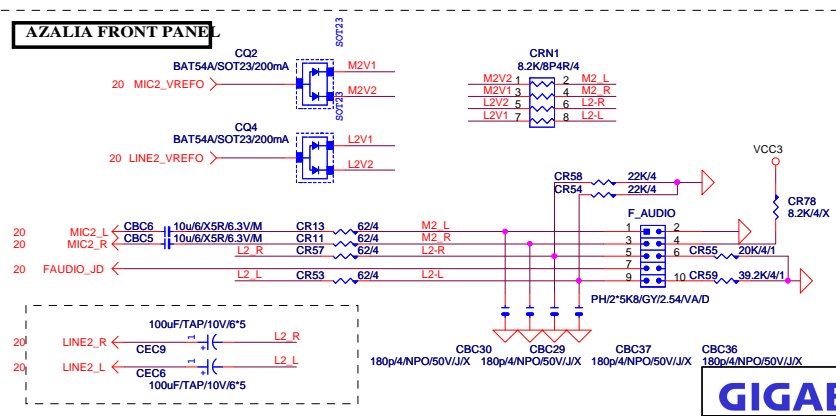 AZALIA FRONT PANEL
SOT23
CQ2
BAT54A/SOT23/200mA
M2V1
20 MIC2_VREFO
M2V2
SOT23
CQ4
BAT54A/SOT23/200mA
L2V1
20 LINE2_VREFO
L2V2
CRN1
8.2K/8P4R/4
M2V2 1 2 M2_L
M2V1 3 4 M2_R
L2V2 5 6 L2-R
L2V1 7 8 L2-L
VCC3
CR58 22K/4
CR54 22K/4
CR78
8.2K/4/X
F_AUDIO
20 MIC2_L CBC6 10u/6/X5R/6.3V/M CR13 62/4 M2_L 1 2
20 MIC2_R CBC5 10u/6/X5R/6.3V/M CR11 62/4 M2_R 3 4
L2_R CR57 62/4 L2-R 5 6 CR55 20K/4/1
20 FAUDIO_JD 7
L2_L CR53 62/4 L2-L 9 10 CR59 39.2K/4/1
PH/2*5K8/GY/2.54/VA/D
100uF/TAP/10V/6*5
20 LINE2_R 1 + L2_R
CEC9
20 LINE2_L 1 + L2_L
CEC6
100uF/TAP/10V/6*5
CBC30 CBC29 CBC37 CBC36
180p/4/NPO/50V/J/X 180p/4/NPO/50V/J/X 180p/4/NPO/50V/J/X 180p/4/NPO/50V/J/X